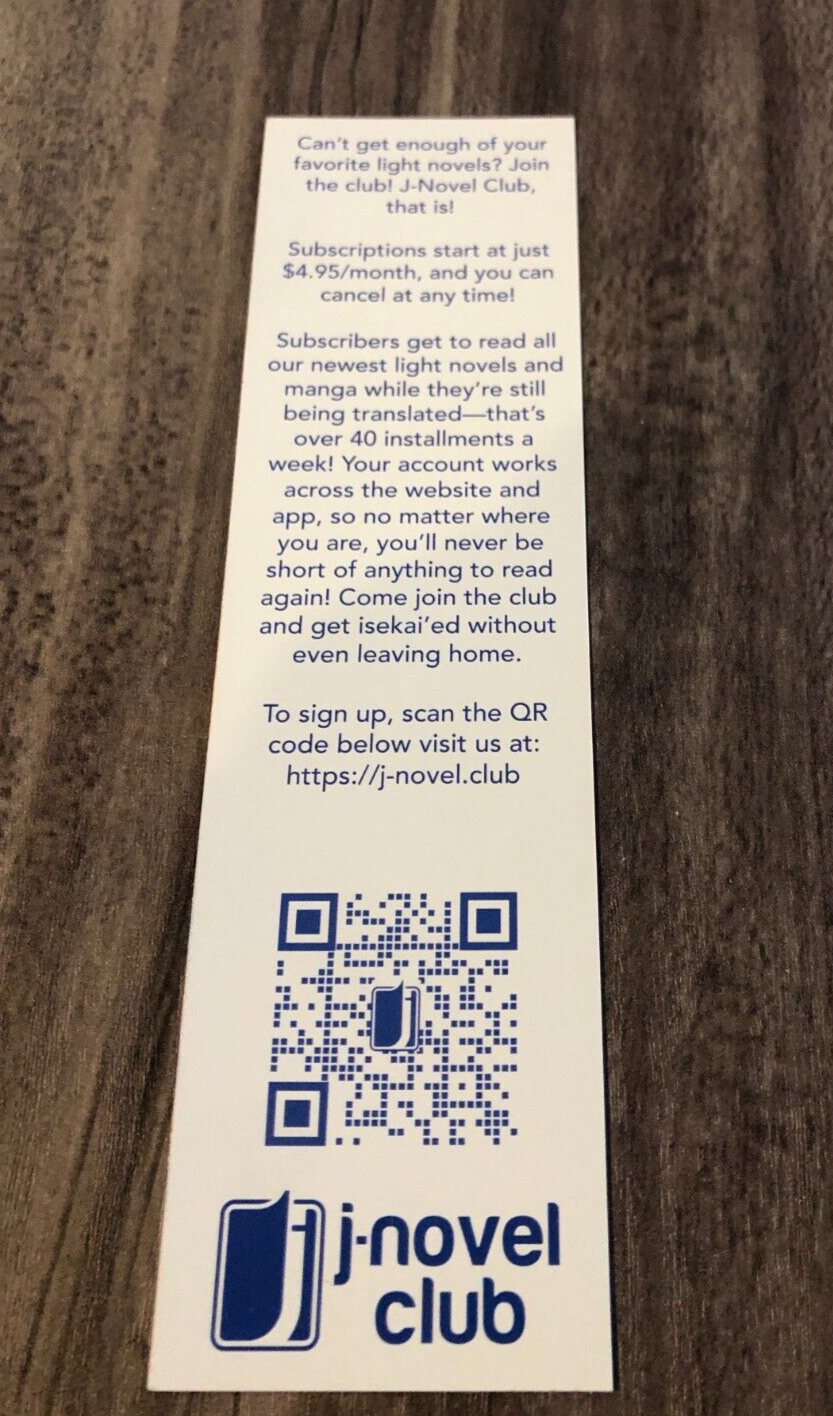 Can't get enough of your
favorite light novels? Join
the club! J-Novel Club,
that is!
Subscriptions start at just
$4.95/month, and you can
cancel at any time!
Subscribers get to read all
our newest light novels and
manga while they're still
being translated—that's
over 40 installments a
week! Your account works
across the website and
app, so no matter where
you are, you'll never be
short of anything to read
again! Come join the club
and get isekai'ed without
even leaving home.
To sign up, scan the QR
code below visit us at:
https://j-novel.club
j-novel
club